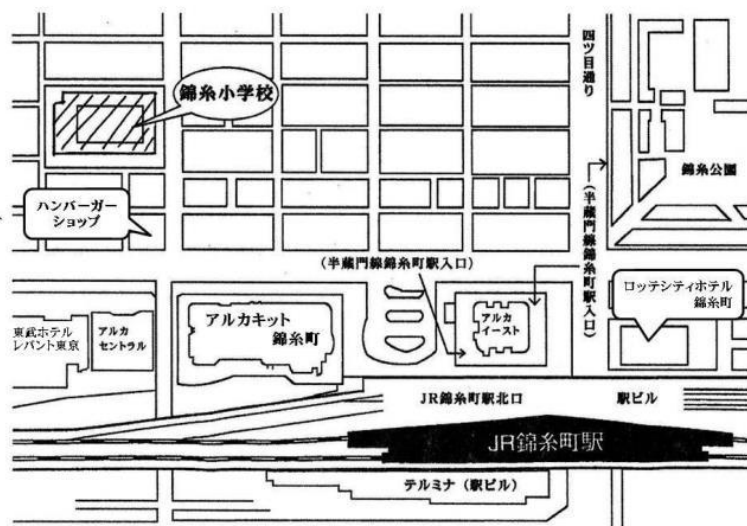 四ツ目通り
錦糸小学校
錦糸公園
ハンバーガー
ショップ
(半蔵門線錦糸町駅入口)
(半蔵門線錦糸町駅入口)
ロッテシティホテル
錦糸町
東武ホテル
レバント東京
アルカ
セントラル
アルカキット
錦糸町
アルカ
イースト
JR錦糸町駅北口
駅ビル
JR錦糸町駅
テルミナ(駅ビル)